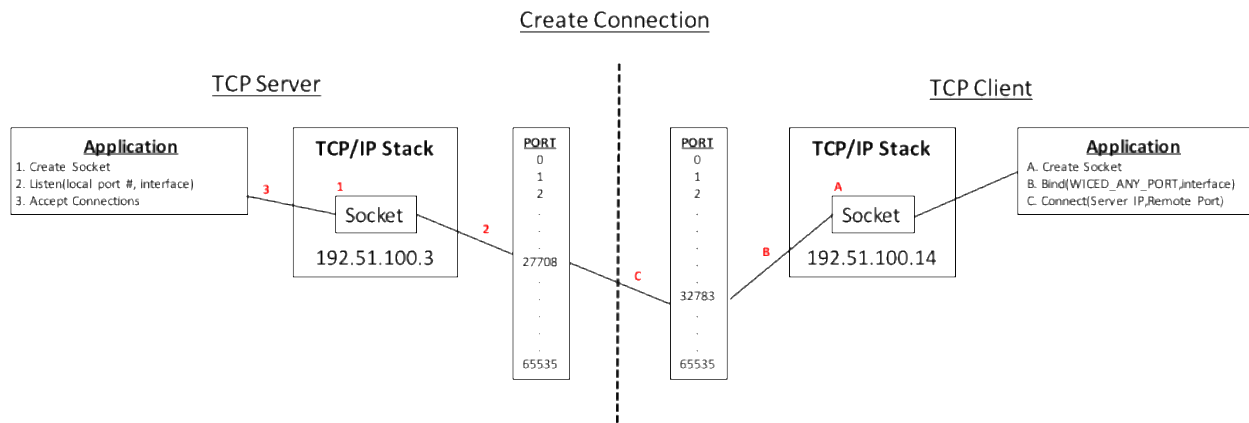 Create Connection
TCP Server
TCP Client
Application
1. Create Socket
2. Listen(local port #, interface)
3. Accept Connections
3
TCP/IP Stack
1
Socket
192.51.100.3
2
PORT
0
1
2
.
.
.
27708
.
.
.
.
65535
C
PORT
0
1
2
.
.
.
.
.
32783
.
.
.
65535
B
TCP/IP Stack
A
Socket
192.51.100.14
Application
A. Create Socket
B. Bind(WICED_ANY_PORT,interface)
C. Connect(Server IP,Remote Port)